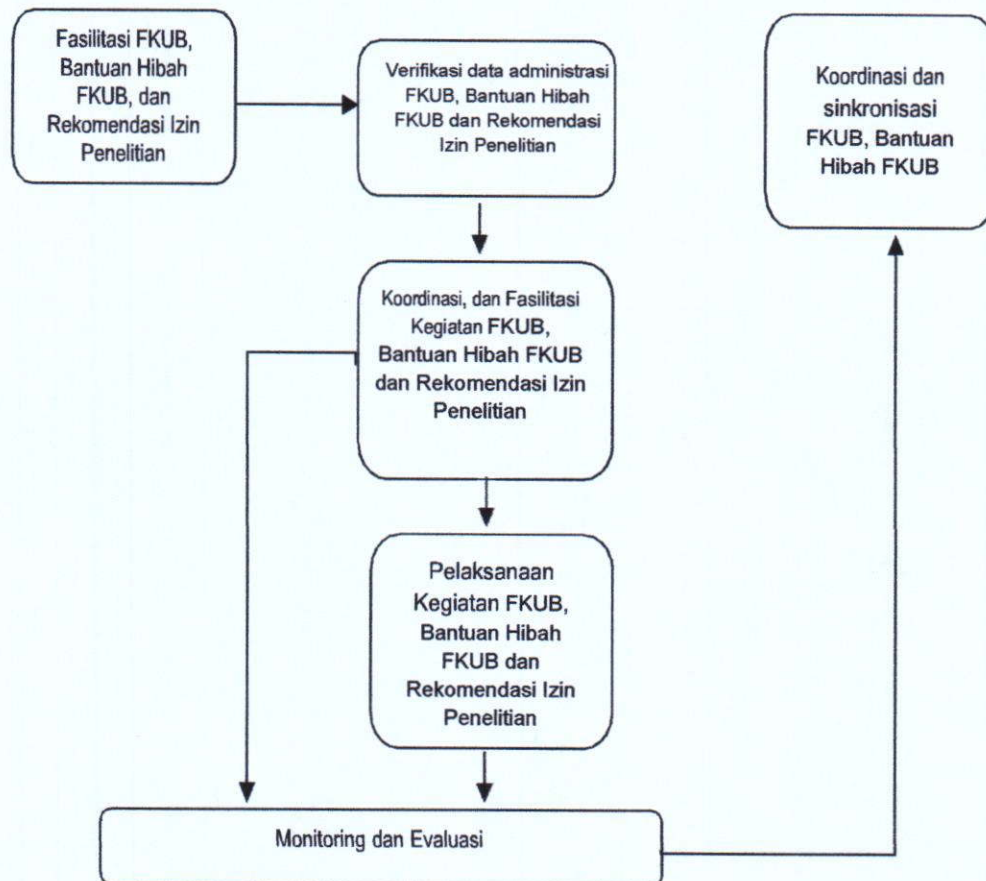 Fasilitasi FKUB,
Bantuan Hibah
FKUB, dan
Rekomendasi Izin
Penelitian
Verifikasi data administrasi
FKUB, Bantuan Hibah
FKUB dan Rekomendasi
Izin Penelitian
Koordinasi dan
sinkronisasi
FKUB, Bantuan
Hibah FKUB
Koordinasi, dan Fasilitasi
Kegiatan FKUB,
Bantuan Hibah FKUB
dan Rekomendasi Izin
Penelitian
Pelaksanaan
Kegiatan FKUB,
Bantuan Hibah
FKUB dan
Rekomendasi Izin
Penelitian
Monitoring dan Evaluasi